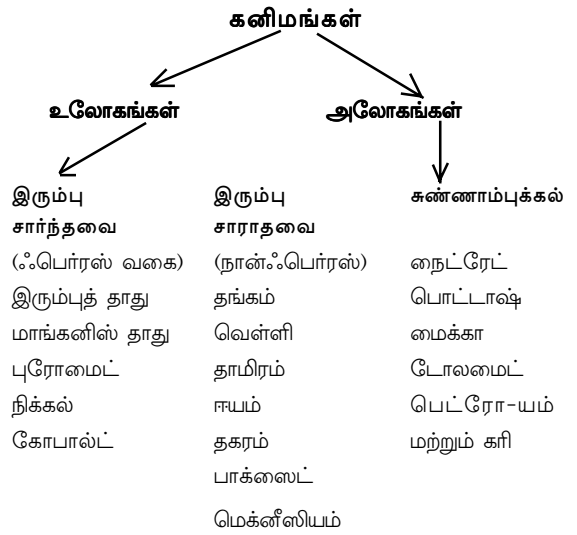 கனிமங்கள்
உலோகங்கள் அலோகங்கள்
இரும்பு இரும்பு சுண்ணாம்புக்கல்
சார்ந்தவை சாராதவை
(ஃபெர்ரஸ் வகை) (நான்ஃபெர்ரஸ்) நைட்ரேட்
இரும்புத் தாது தங்கம் பொட்டாஷ்
மாங்கனிஸ் தாது வெள்ளி மைக்கா
புரோமைட் தாமிரம் டோலமைட்
நிக்கல் ஈயம் பெட்ரோ-யம்
கோபால்ட் தகரம் மற்றும் கரி
பாக்ஸைட்
மெக்னீஸியம்